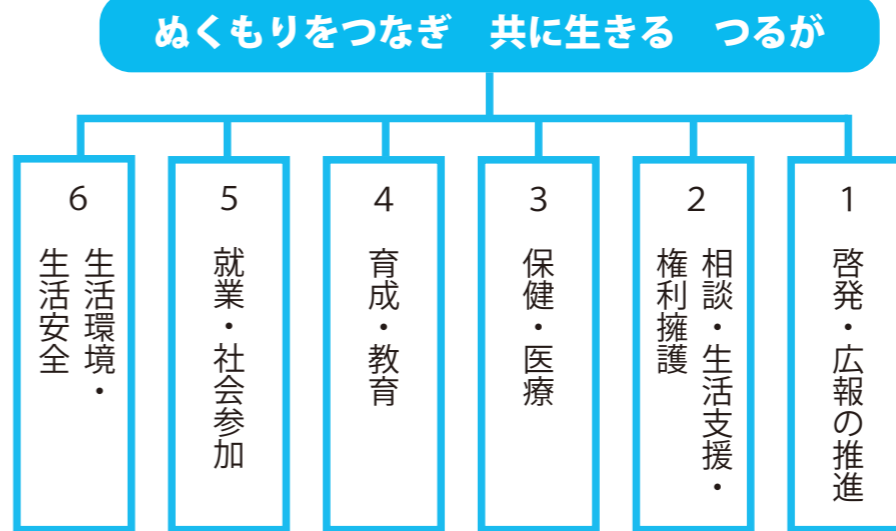 ぬくもりをつなぎ　共に生きる　つるが
1
啓発・広報の推進
2
相談・生活支援・
権利擁護
3
保健・医療
4
育成・教育
5
就業・社会参加
6
生活環境・
生活安全